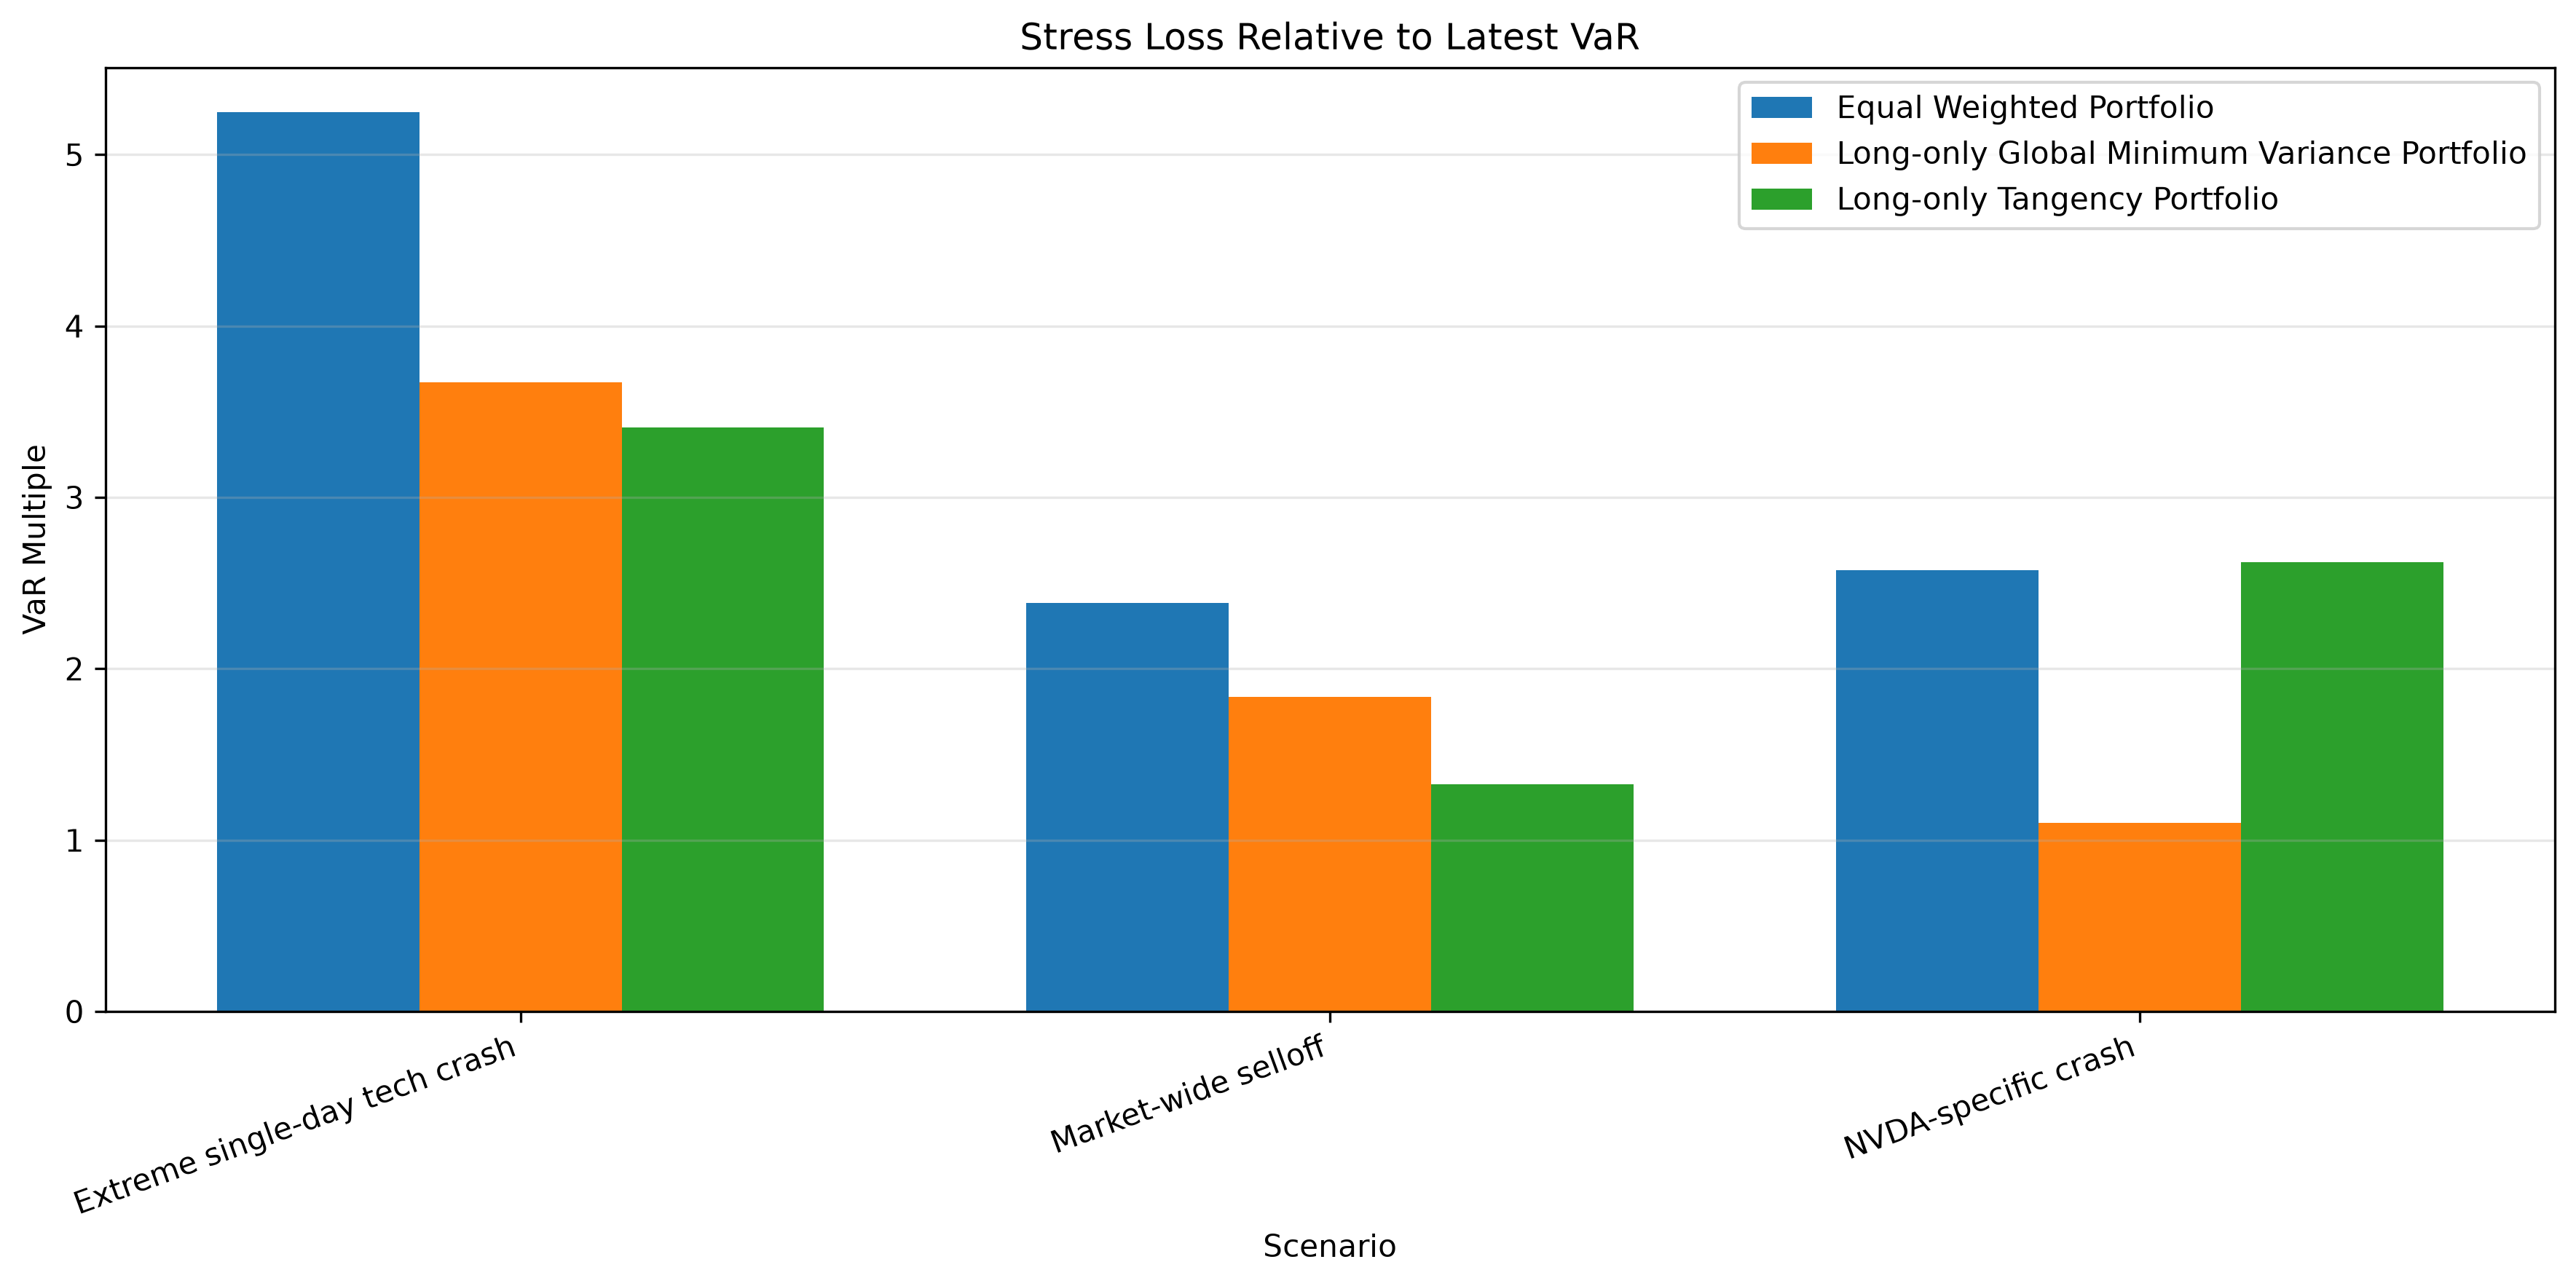 Stress Loss Relative to Latest VaR
Equal Weighted Portfolio
Long-only Global Minimum Variance Portfolio
Long-only Tangency Portfolio
VaR Multiple
5
4
3
2
1
0
Extreme single-day tech crash
Market-wide selloff
NVDA-specific crash
Scenario